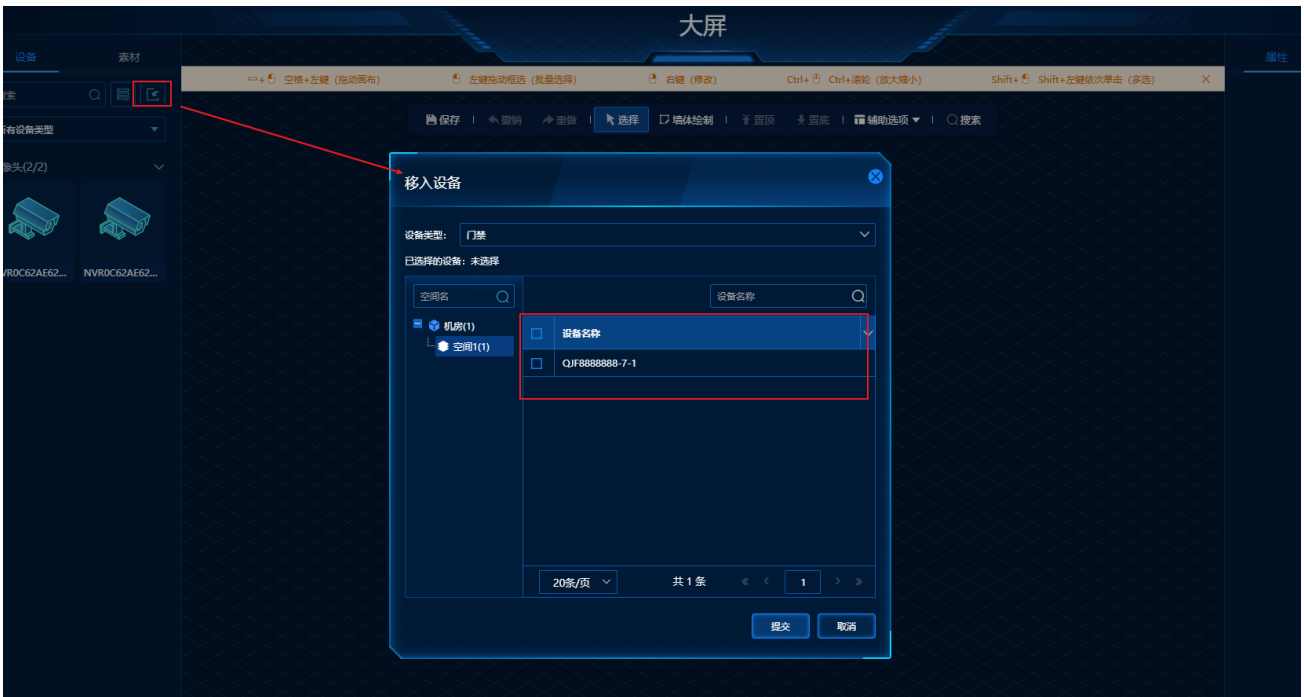 大屏
设备 素材 属性
空格+左键 (拖动画布) 左键拖动框选 (批量选择) 右键 (修改) Ctrl+ Ctrl+滚轮 (放大缩小) Shift+ Shift+左键依次单击 (多选)
保存 撤销 重做 选择 墙体绘制 置顶 置底 辅助选项 搜索
所有设备类型
像头(2/2)
VR0C62AE62... NVR0C62AE62...
移入设备
设备类型: 门禁
已选择的设备: 未选择
空间名 设备名称
机房(1)
空间1(1)
设备名称
QJF8888888-7-1
20条/页 共 1 条 1
提交 取消